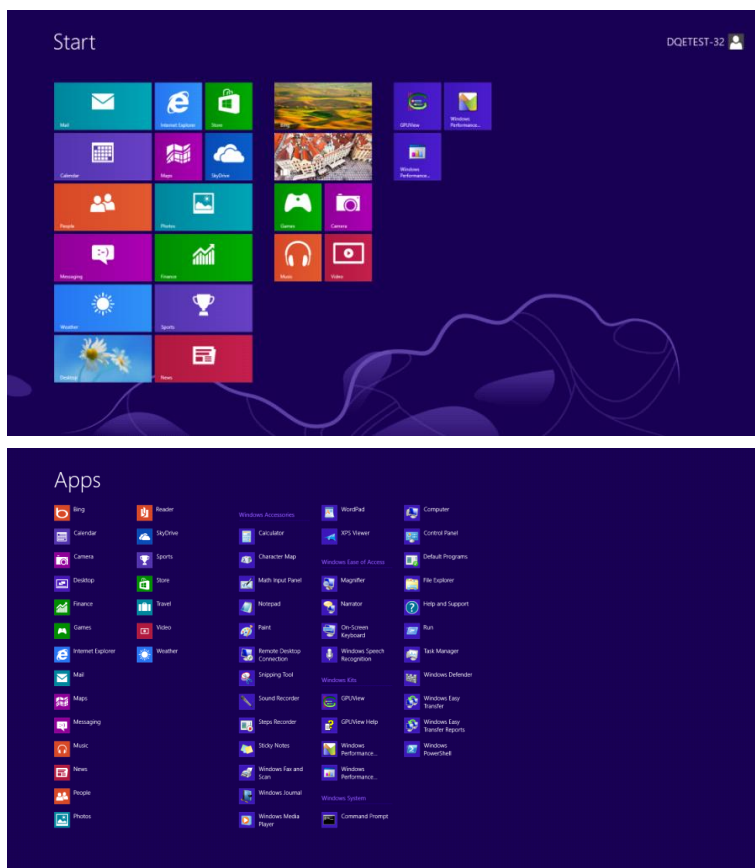 Start
DQETEST-32
Mail
Internet Explorer
Store
Bing
GPUView
Windows
Performance...
Calendar
Maps
SkyDrive
Windows
Performance...
People
Photos
Games
Camera
Messaging
Finance
Music
Video
Weather
Sports
Desktop
News
Apps
Bing
Calendar
Camera
Desktop
Finance
Games
Internet Explorer
Mail
Maps
Messaging
Music
News
People
Photos
Reader
SkyDrive
Sports
Store
Travel
Video
Weather
Windows Accessories
Calculator
Character Map
Math Input Panel
Notepad
Paint
Remote Desktop
Connection
Snipping Tool
Sound Recorder
Steps Recorder
Sticky Notes
Windows Fax and
Scan
Windows Journal
Windows Media
Player
WordPad
XPS Viewer
Windows Ease of Access
Magnifier
Narrator
On-Screen
Keyboard
Windows Speech
Recognition
Windows Kits
GPUView
GPUView Help
Windows
Performance...
Windows
Performance...
Windows System
Command Prompt
Computer
Control Panel
Default Programs
File Explorer
Help and Support
Run
Task Manager
Windows Defender
Windows Easy
Transfer
Windows Easy
Transfer Reports
Windows
PowerShell